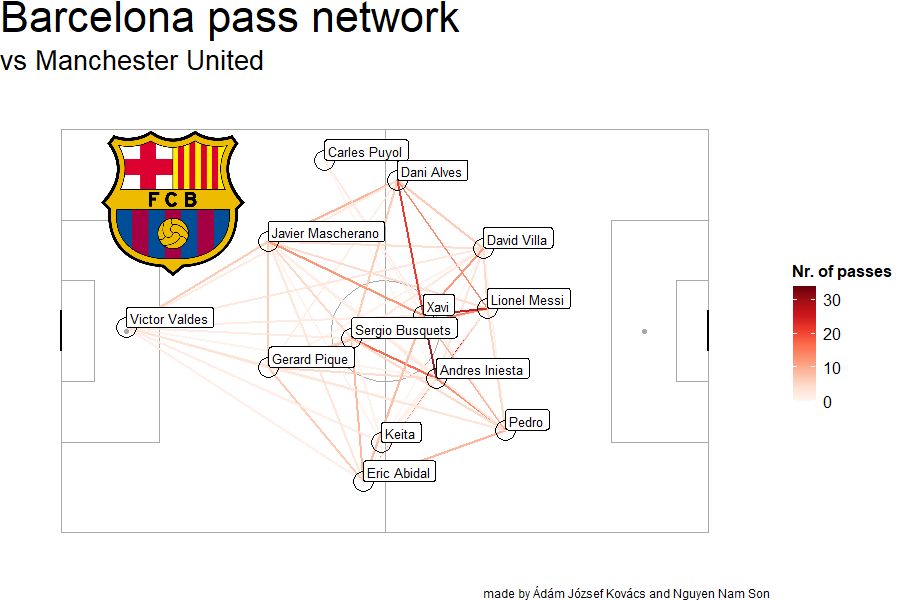 Barcelona pass network
vs Manchester United
Carles Puyol
Dani Alves
FCB
Javier Mascherano
David Villa
Lionel Messi
Xavi
Victor Valdes
Sergio Busquets
Gerard Pique
Andres Iniesta
Pedro
Keita
Eric Abidal
Nr. of passes
30
20
10
0
made by Ádám József Kovács and Nguyen Nam Son